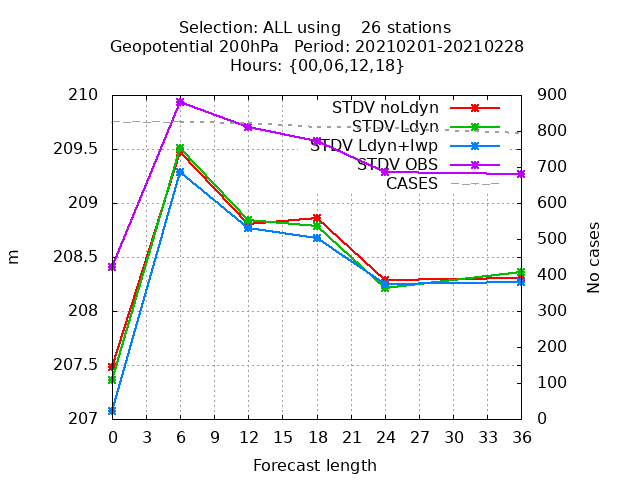 Selection: ALL using 26 stations
Geopotential 200hPa Period: 20210201-20210228
Hours: {00,06,12,18}
210
209.5
209
208.5
208
207.5
207
m
STDV noLdyn
STDV Ldyn
STDV Ldyn+lwp
STDV OBS
CASES
900
800
700
600
500
400
300
200
100
0
No cases
0 3 6 9 12 15 18 21 24 27 30 33 36
Forecast length